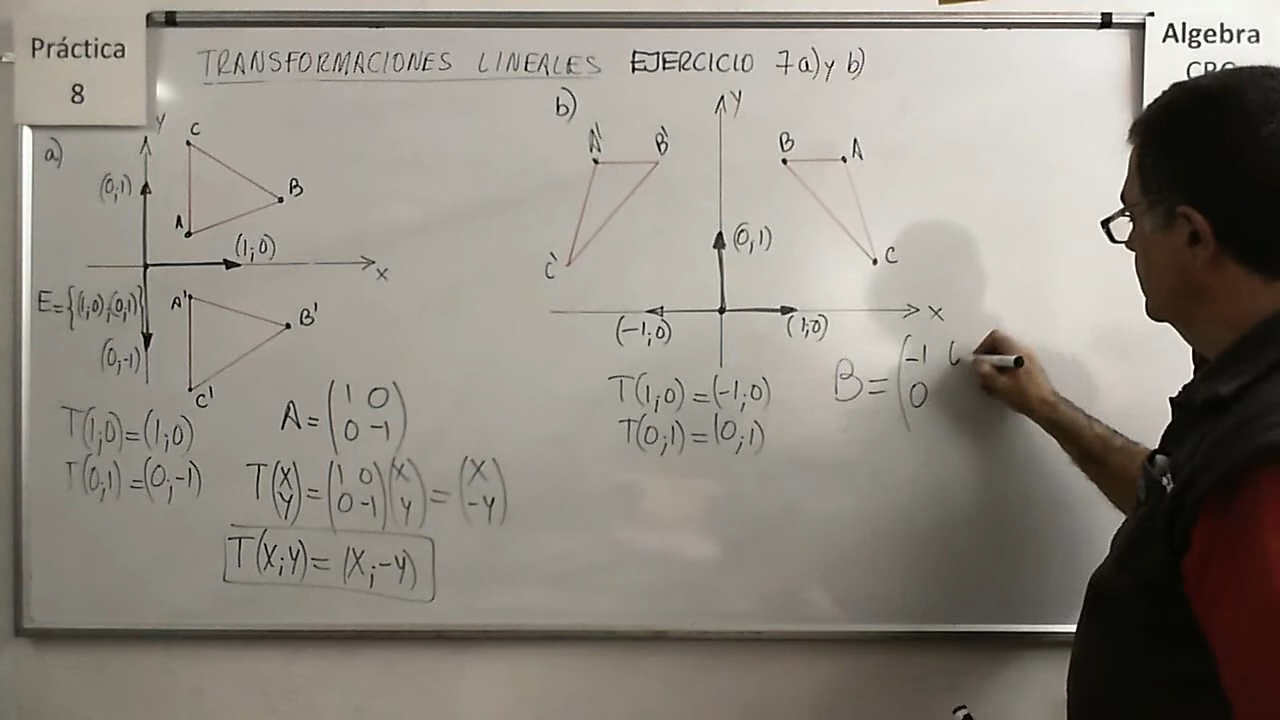 Práctica
8
Algebra
TRANSFORMACIONES LINEALES EJERCICIO 7a) y b)
a)
Y
C
(0;1)
B
A
(1;0)
X
E={(1;0);(0;1)}
A'
B'
(0;-1)
C'
T(1;0)=(1;0)
T(0;1)=(0;-1)
A = (1 0
0 -1)
T(X
Y) = (1 0
0 -1)(X
Y) = (X
-Y)
T(X;Y) = (X;-Y)
b)
Y
A'
B'
B
A
(0;1)
C'
C
X
(-1;0)
(1;0)
T(1;0)=(-1;0)
T(0;1)=(0;1)
B = (-1
0